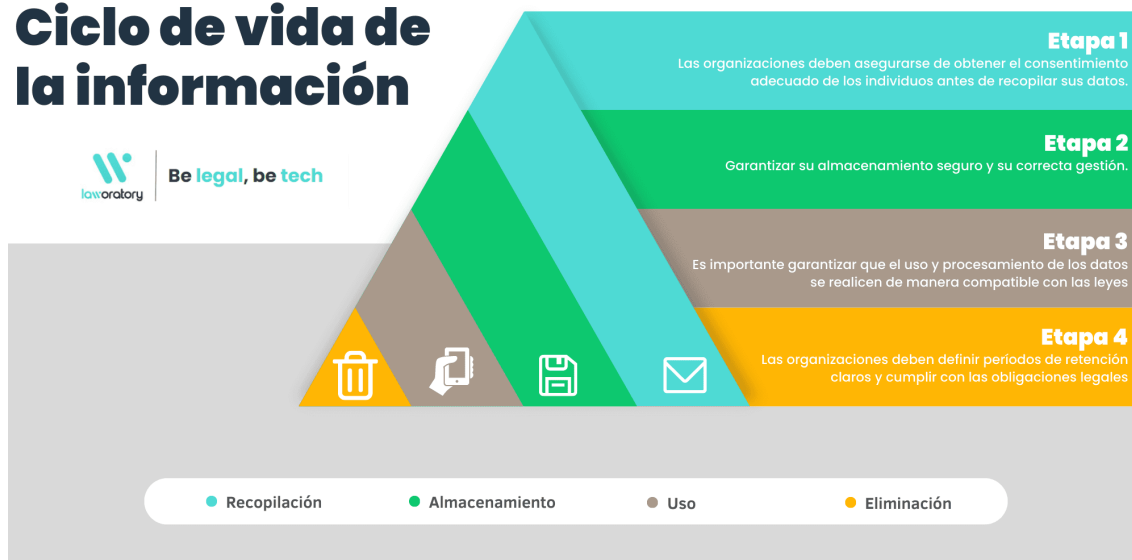 Ciclo de vida de
la información
laworatory
Be legal, be tech
Etapa 1
Las organizaciones deben asegurarse de obtener el consentimiento
adecuado de los individuos antes de recopilar sus datos.
Etapa 2
Garantizar su almacenamiento seguro y su correcta gestión.
Etapa 3
Es importante garantizar que el uso y procesamiento de los datos
se realicen de manera compatible con las leyes
Etapa 4
Las organizaciones deben definir períodos de retención
claros y cumplir con las obligaciones legales
Recopilación
Almacenamiento
Uso
Eliminación